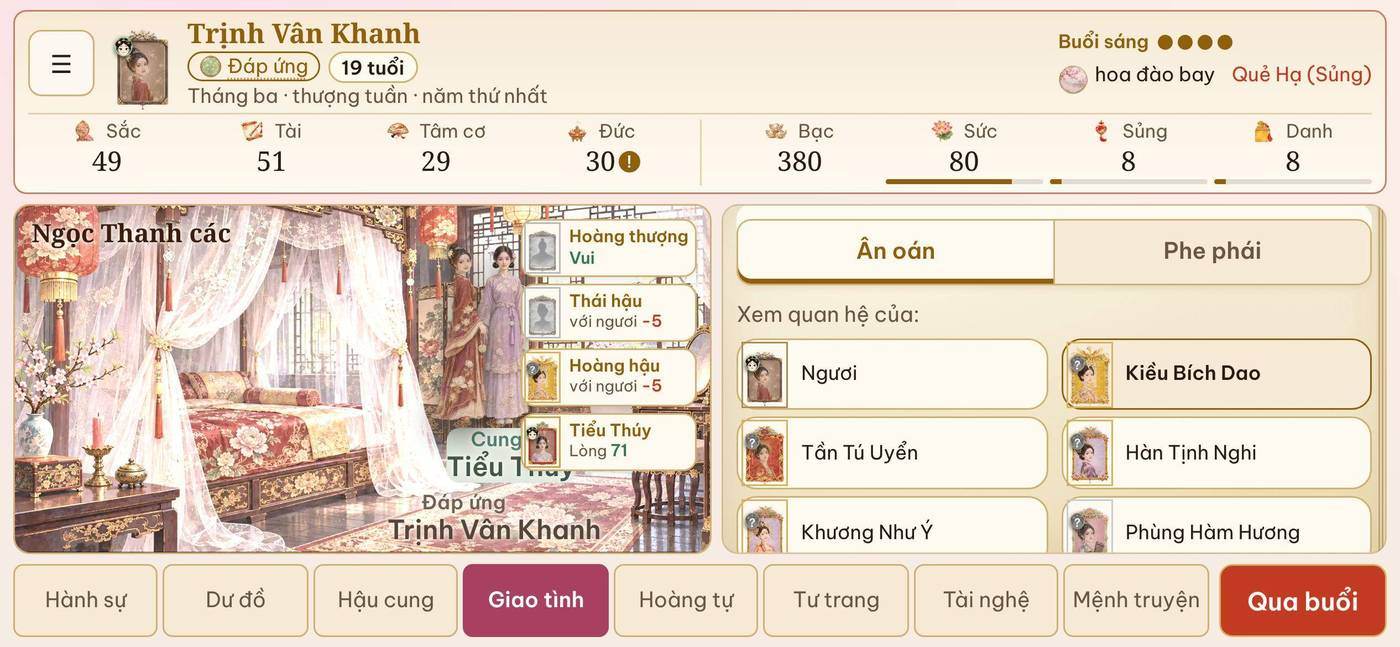 ☰
Trịnh Vân Khanh
Đáp ứng
19 tuổi
Tháng ba · thượng tuần · năm thứ nhất
Buổi sáng
hoa đào bay
Quẻ Hạ (Sủng)
Sắc
49
Tài
51
Tâm cơ
29
Đức
30 !
Bạc
380
Sức
80
Sủng
8
Danh
8
Ngọc Thanh các
Hoàng thượng
Vui
Thái hậu
với ngươi -5
Hoàng hậu
với ngươi -5
Tiểu Thúy
Lòng 71
Cung
Tiểu Thúy
Đáp ứng
Trịnh Vân Khanh
Ân oán
Phe phái
Xem quan hệ của:
Ngươi
? Kiều Bích Dao
? Tần Tú Uyển
? Hàn Tịnh Nghi
? Khương Như Ý
? Phùng Hàm Hương
Hành sự
Dư đồ
Hậu cung
Giao tình
Hoàng tự
Tư trang
Tài nghệ
Mệnh truyện
Qua buổi